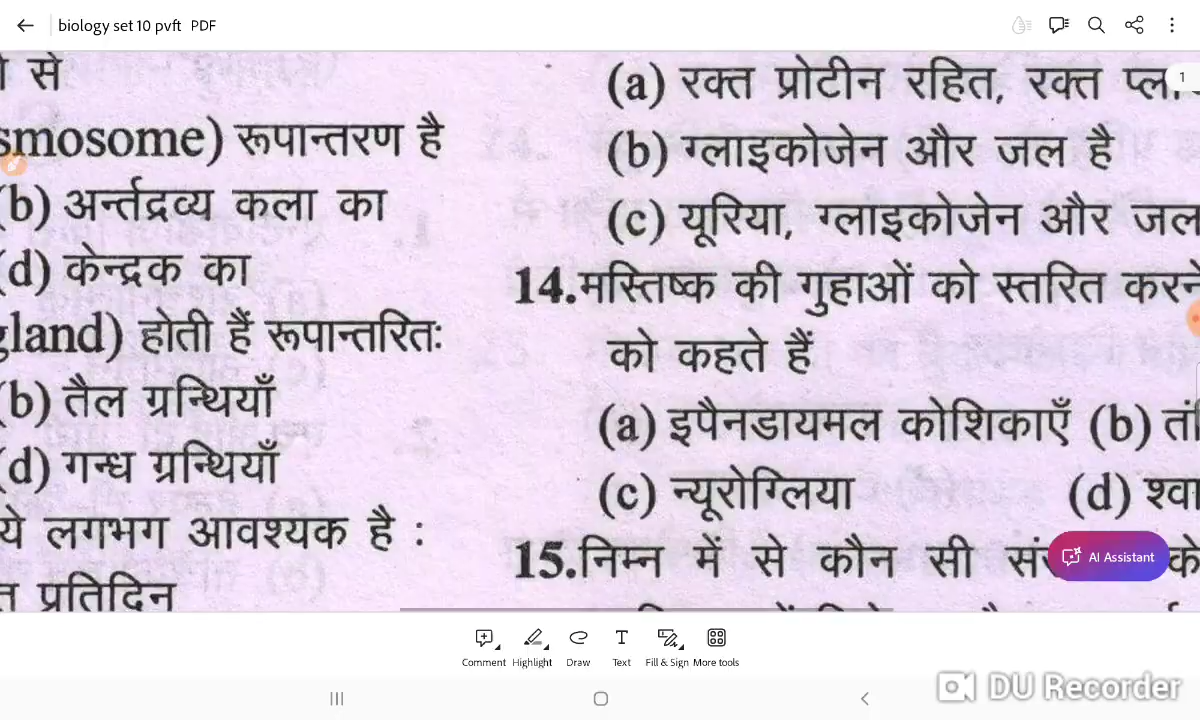 biology set 10 pvft PDF
1
से
smosome) रूपान्तरण है
(b) अर्न्तद्रव्य कला का
(d) केन्द्रक का
gland) होती हैं रूपान्तरित:
(b) तैल ग्रन्थियाँ
(d) गन्ध ग्रन्थियाँ
ये लगभग आवश्यक है :
प्रतिदिन
(a) रक्त प्रोटीन रहित, रक्त
(b) ग्लाइकोजेन और जल है
(c) यूरिया, ग्लाइकोजेन और जल
14. मस्तिष्क की गुहाओं को स्तरित करने
को कहते हैं
(a) इपैनडायमल कोशिकाएँ (b)
(c) न्यूरोग्लिया (d)
15. निम्न में से कौन सी के
AI Assistant
Comment Highlight Draw Text Fill & Sign More tools
DU Recorder